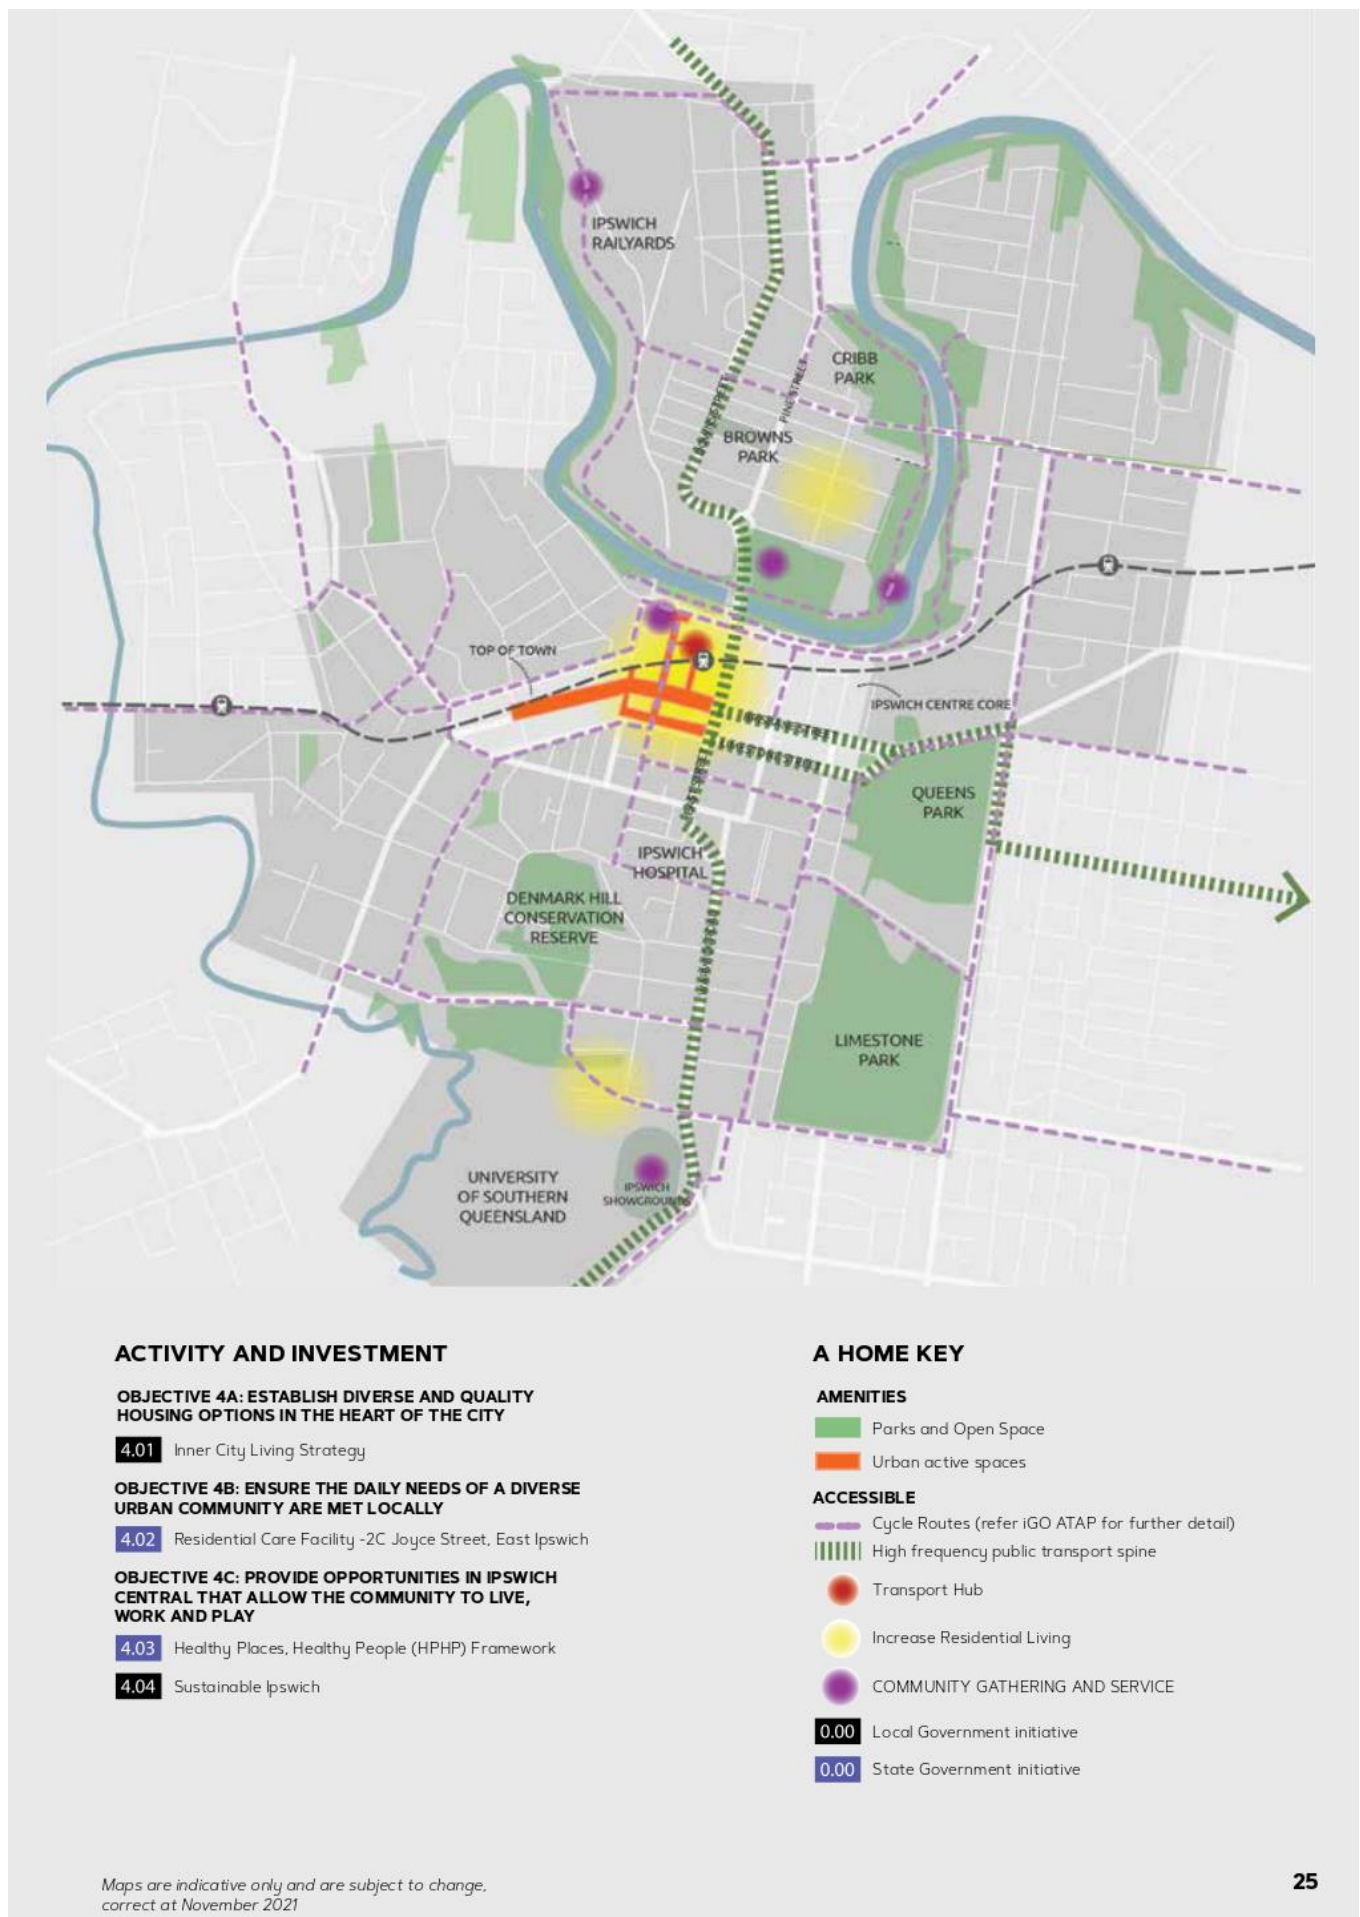 IPSWICH
RAILYARDS
CRIBB
PARK
PINE STREET
BROWNS
PARK
TOP OF TOWN
IPSWICH CENTRE CORE
BRISBANE STREET
LIMESTONE STREET
QUEENS
PARK
IPSWICH
HOSPITAL
DENMARK HILL
CONSERVATION
RESERVE
LIMESTONE
PARK
UNIVERSITY
OF SOUTHERN
QUEENSLAND
IPSWICH
SHOWGROUNDS
ACTIVITY AND INVESTMENT
OBJECTIVE 4A: ESTABLISH DIVERSE AND QUALITY
HOUSING OPTIONS IN THE HEART OF THE CITY
4.01 Inner City Living Strategy
OBJECTIVE 4B: ENSURE THE DAILY NEEDS OF A DIVERSE
URBAN COMMUNITY ARE MET LOCALLY
4.02 Residential Care Facility -2C Joyce Street, East Ipswich
OBJECTIVE 4C: PROVIDE OPPORTUNITIES IN IPSWICH
CENTRAL THAT ALLOW THE COMMUNITY TO LIVE,
WORK AND PLAY
4.03 Healthy Places, Healthy People (HPHP) Framework
4.04 Sustainable Ipswich
A HOME KEY
AMENITIES
Parks and Open Space
Urban active spaces
ACCESSIBLE
Cycle Routes (refer iGO ATAP for further detail)
High frequency public transport spine
Transport Hub
Increase Residential Living
COMMUNITY GATHERING AND SERVICE
0.00 Local Government initiative
0.00 State Government initiative
Maps are indicative only and are subject to change,
correct at November 2021
25